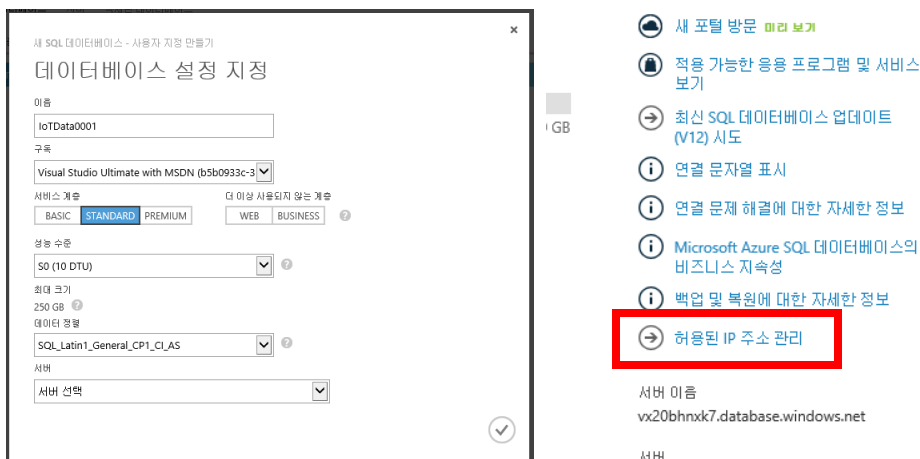 ×
새 SQL 데이터베이스 - 사용자 지정 만들기
데이터베이스 설정 지정
이름
IoTData0001
구독
Visual Studio Ultimate with MSDN (b5b0933c-3
서비스 계층
더 이상 사용되지 않는 계층
BASIC STANDARD PREMIUM
WEB BUSINESS ?
성능 수준
S0 (10 DTU) ?
최대 크기
250 GB ?
데이터 정렬
SQL_Latin1_General_CP1_CI_AS ?
서버
서버 선택
GB
새 포털 방문 미리 보기
적용 가능한 응용 프로그램 및 서비스
보기
최신 SQL 데이터베이스 업데이트
(V12) 시도
연결 문자열 표시
연결 문제 해결에 대한 자세한 정보
Microsoft Azure SQL 데이터베이스의
비즈니스 지속성
백업 및 복원에 대한 자세한 정보
허용된 IP 주소 관리
서버 이름
vx20bhnxk7.database.windows.net
서버